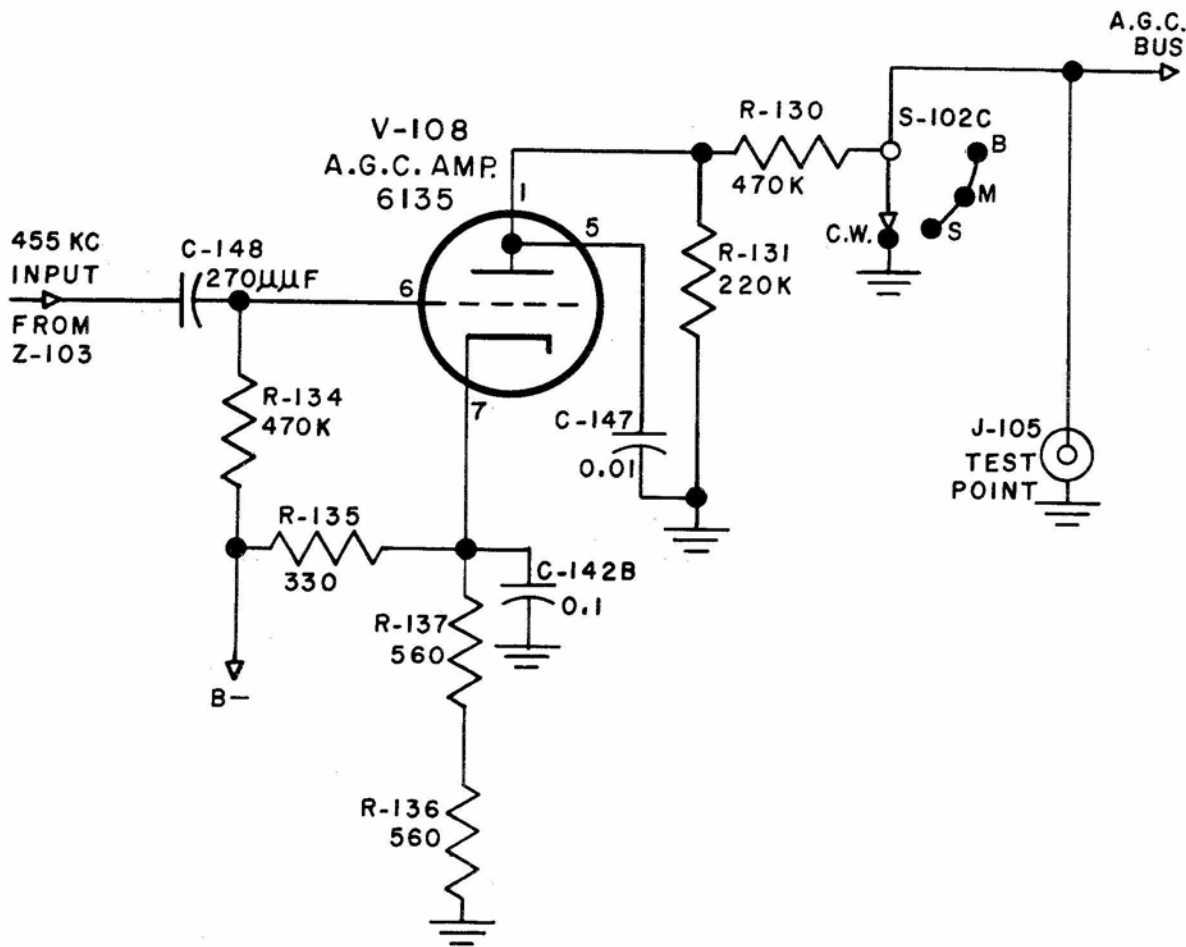 A.G.C.
BUS
V-108
A.G.C. AMP.
6135
R-130
470K
S-102C
B
M
S
C.W.
1
5
6
7
455 KC
INPUT
FROM
Z-103
C-148
270µµF
R-131
220K
R-134
470K
C-147
0.01
J-105
TEST
POINT
R-135
330
C-142B
0.1
R-137
560
B–
R-136
560